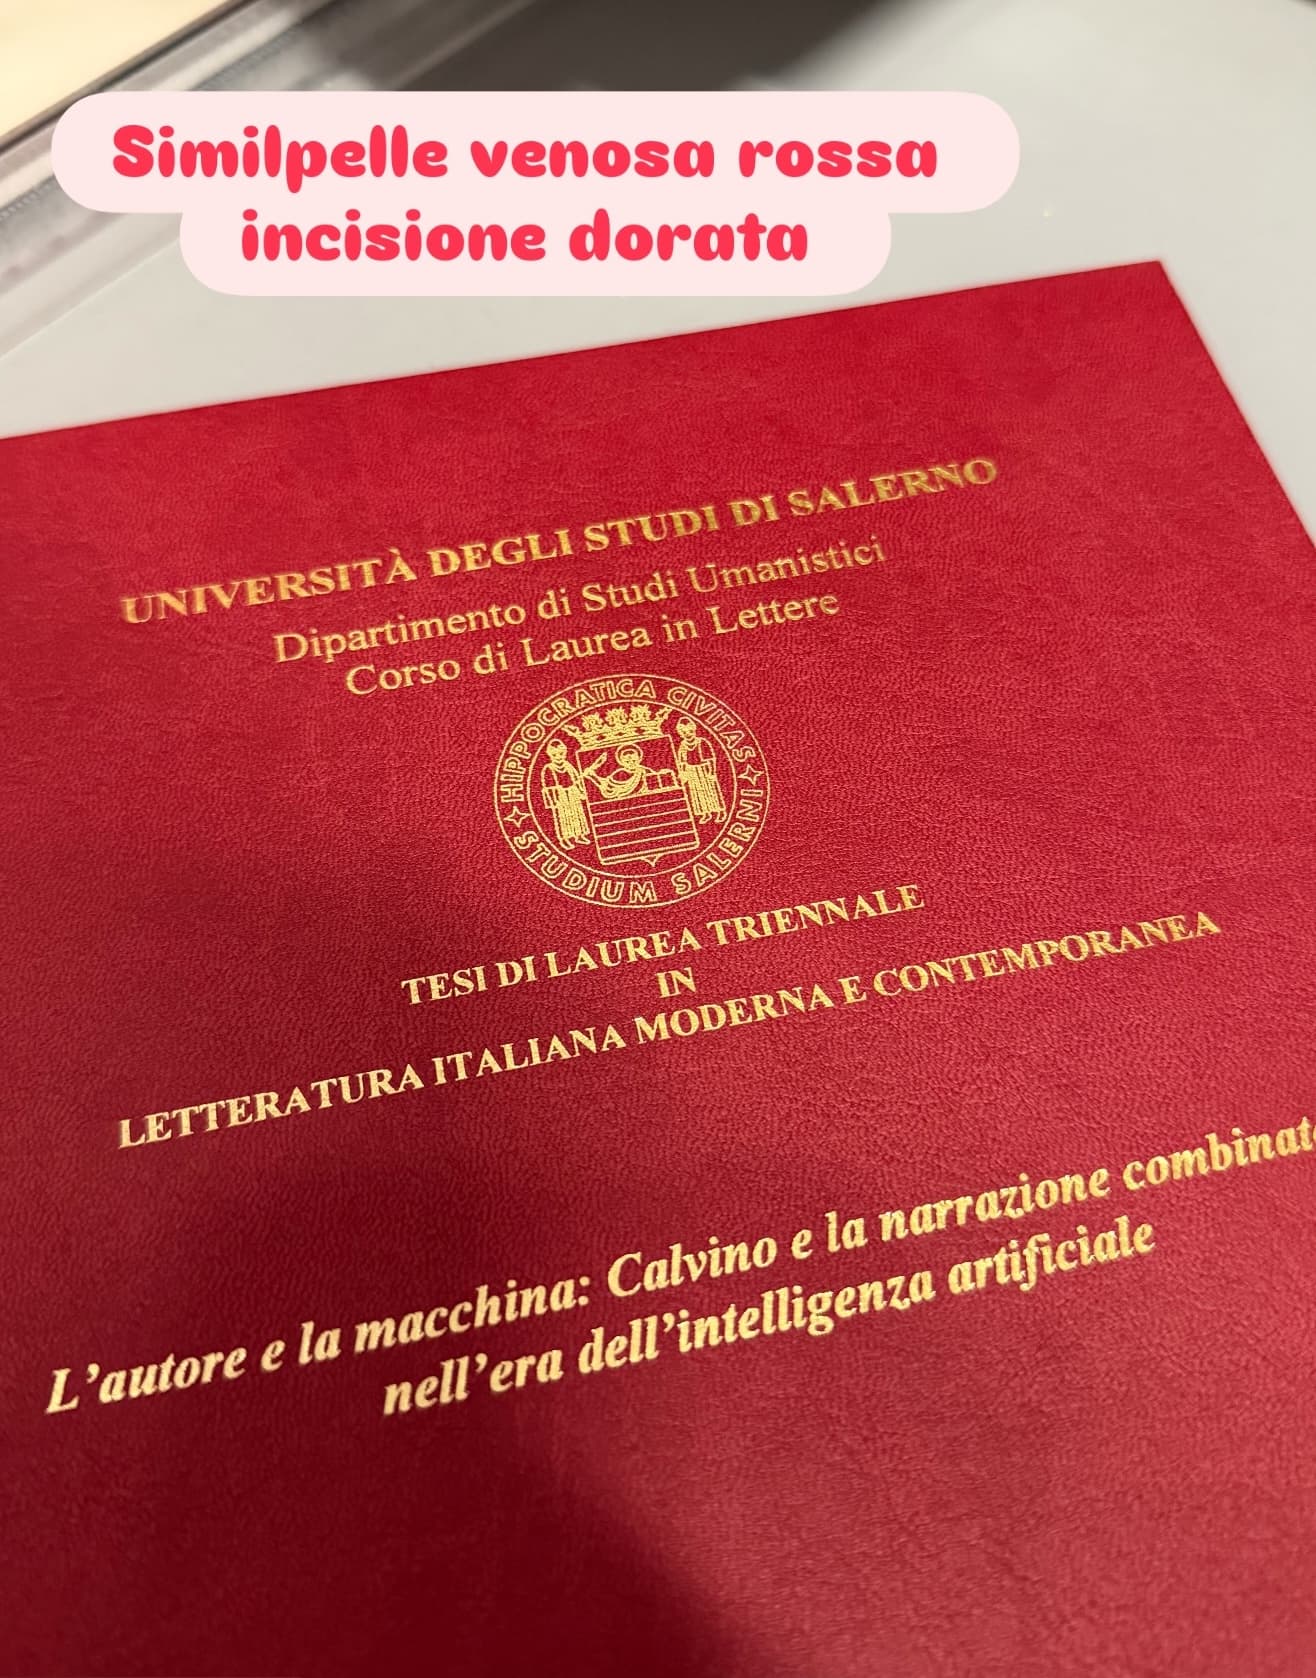 Similpelle venosa rossa
incisione dorata
UNIVERSITÀ DEGLI STUDI DI SALERNO
Dipartimento di Studi Umanistici
Corso di Laurea in Lettere
HIPPOCRATICA CIVITAS
STUDIUM SALERNI
TESI DI LAUREA TRIENNALE
IN
LETTERATURA ITALIANA MODERNA E CONTEMPORANEA
L’autore e la macchina: Calvino e la narrazione
nell’era dell’intelligenza artificiale